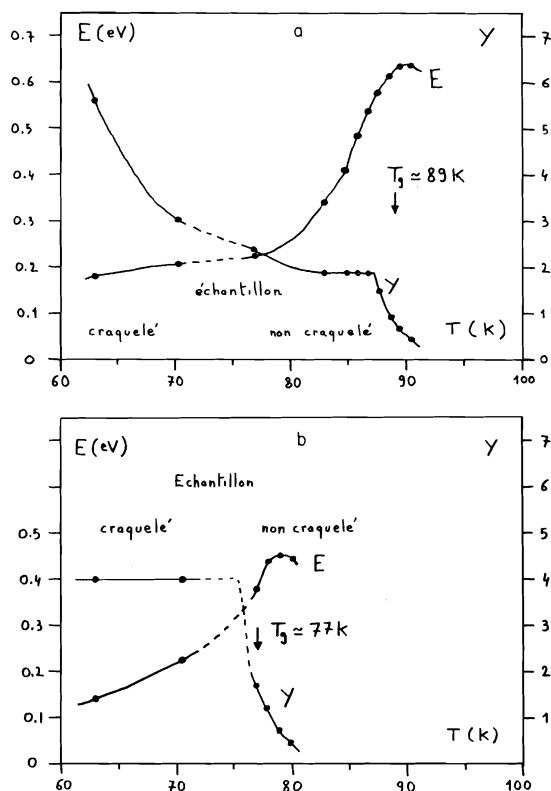 E(eV) a Y
0.7
0.6
0.5
0.4
0.3
0.2
0.1
0
7
6
5
4
3
2
1
0
E
Tg ≃ 89 K
Y
échantillon
craquelé non craquelé T(K)
60 70 80 90 100
E(eV) b Y
Echantillon
craquelé non craquelé
0.5
0.4
0.3
0.2
0.1
0
7
6
5
4
3
2
1
0
E
Tg ≃ 77 K
Y
T(K)
60 70 80 90 100